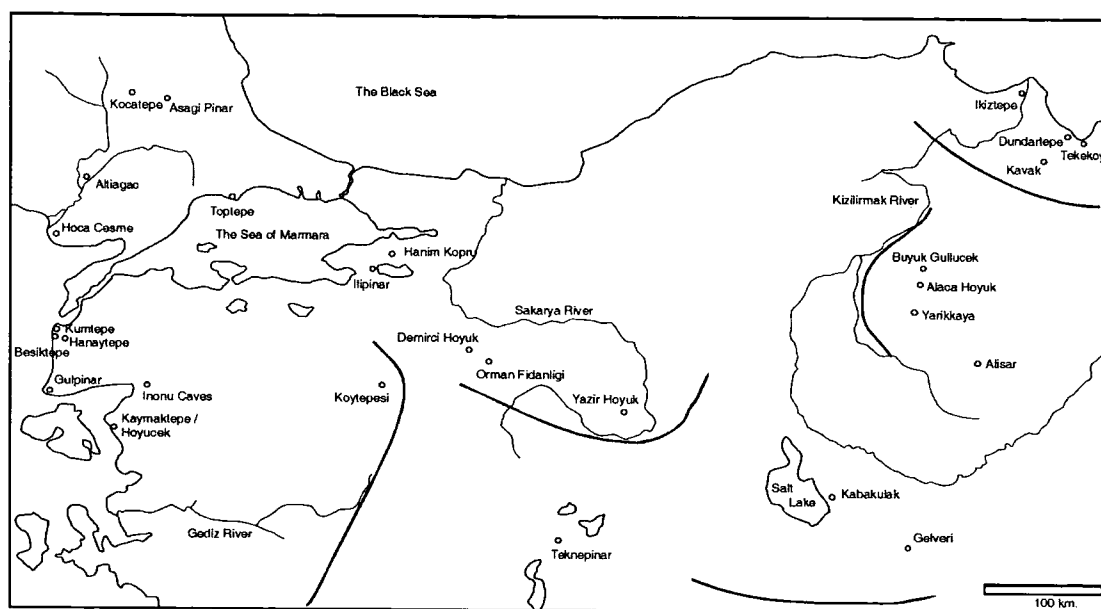 The Black Sea
Kocatepe
Asagi Pinar
Ikiztepe
Dundartepe
Tekekoy
Kavak
Altiagac
Toptepe
Kizilirmak River
Hoca Cesme
The Sea of Marmara
Hanim Kopru
Buyuk Gullucek
Ilipinar
Alaca Hoyuk
Sakarya River
Yarikkaya
Kumtepe
Hanaytepe
Besiktepe
Demirci Hoyuk
Orman Fidanligi
Alisar
Gulpinar
Inonu Caves
Koytepesi
Yazir Hoyuk
Kaymaktepe /
Hoyucek
Salt
Lake
Kabakulak
Gediz River
Teknepinar
Gelveri
100 km.